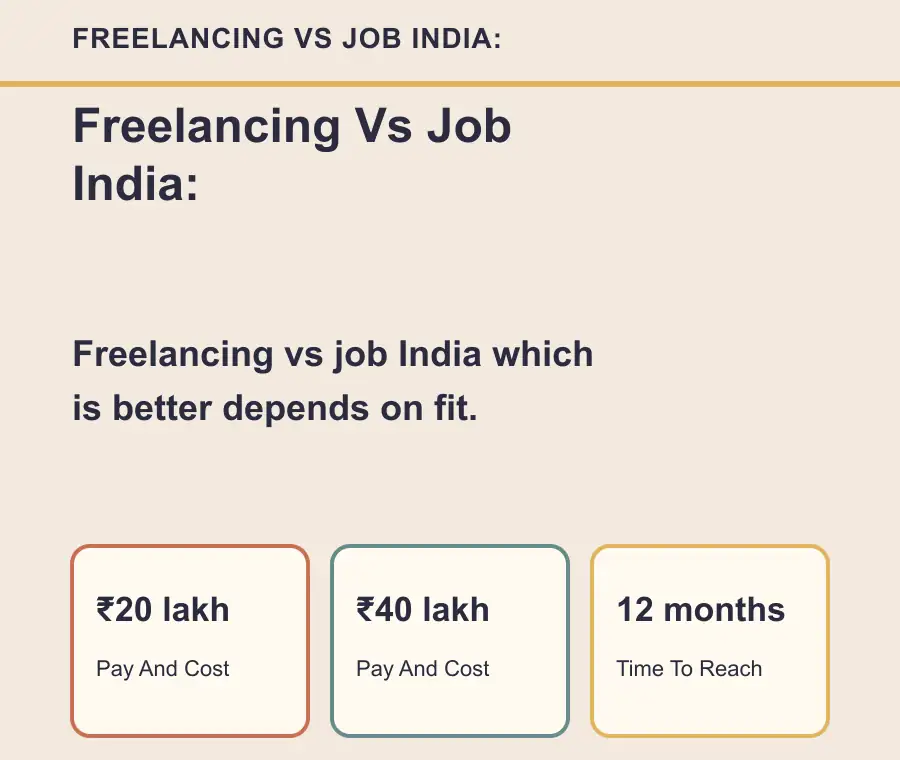 FREELANCING VS JOB INDIA:
Freelancing Vs Job
India:
Freelancing vs job India which
is better depends on fit.
₹20 lakh
Pay And Cost
₹40 lakh
Pay And Cost
12 months
Time To Reach